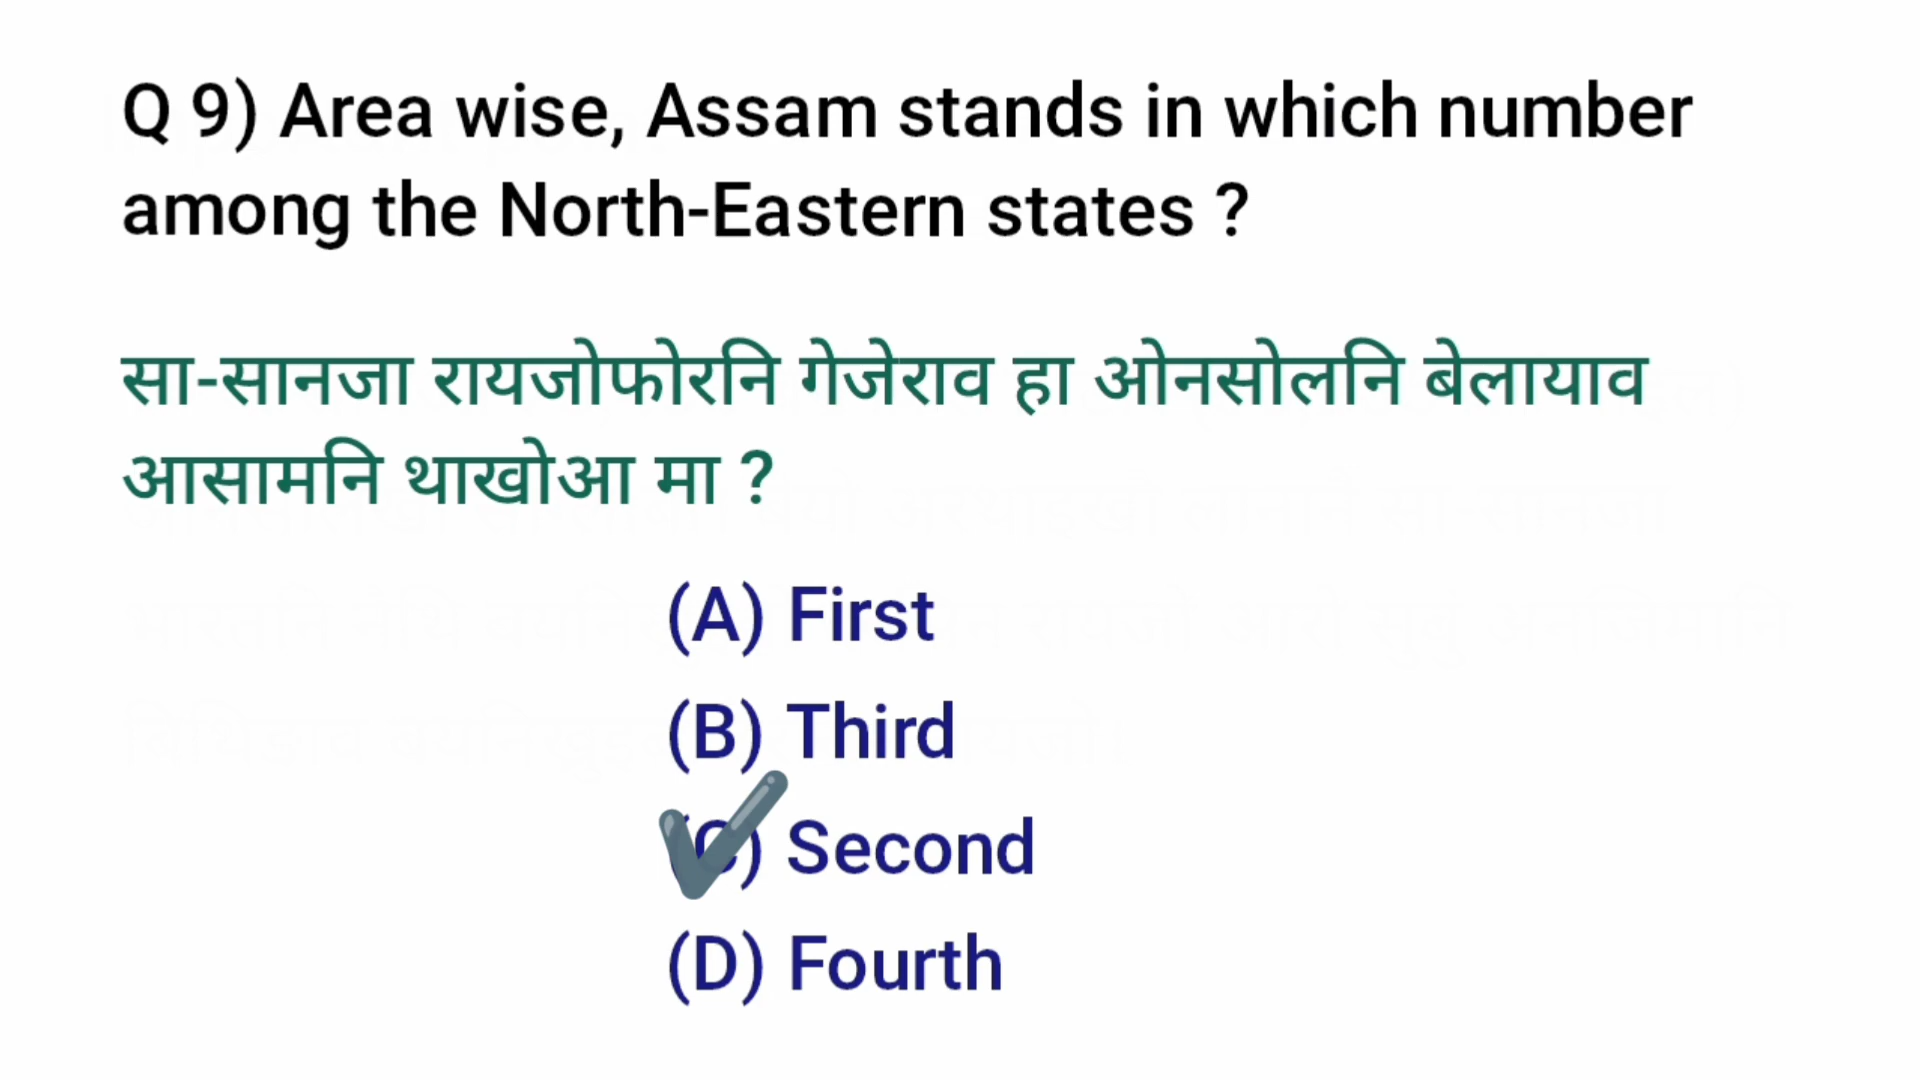 Q 9) Area wise, Assam stands in which number
among the North-Eastern states ?
सा-सानजा रायजोफोरनि गेजेराव हा ओनसोलनि बेलायाव
आसामनि थाखोआ मा ?
(A) First
(B) Third
(C) Second
(D) Fourth